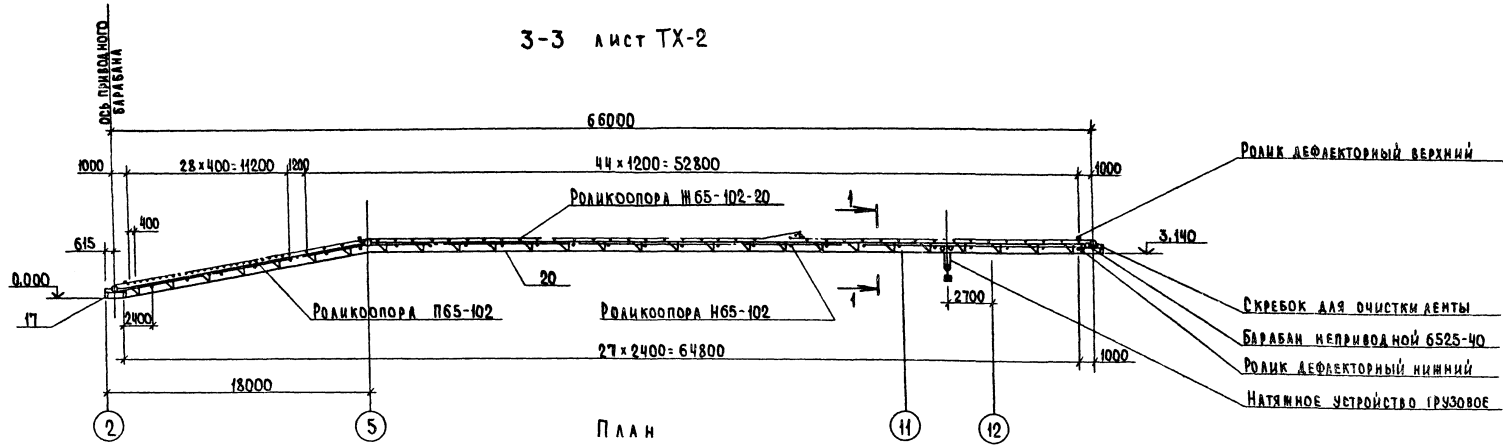 3-3 лист ТХ-2
ОСЬ ПРИВОДНОГО
БАРАБАНА
66000
1000
28×400=11200
1200
44×1200=52800
1000
РОЛИК ДЕФЛЕКТОРНЫЙ ВЕРХНИЙ
РОЛИКООПОРА Ж65-102-20
1
400
615
3.140
0.000
20
17
2400
РОЛИКООПОРА П65-102
РОЛИКООПОРА Н65-102
1
2700
СКРЕБОК ДЛЯ ОЧИСТКИ ЛЕНТЫ
БАРАБАН НЕПРИВОДНОЙ 6525-40
27×2400=64800
1000
РОЛИК ДЕФЛЕКТОРНЫЙ НИЖНИЙ
18000
НАТЯЖНОЕ УСТРОЙСТВО ГРУЗОВОЕ
2
5
11
12
ПЛАН